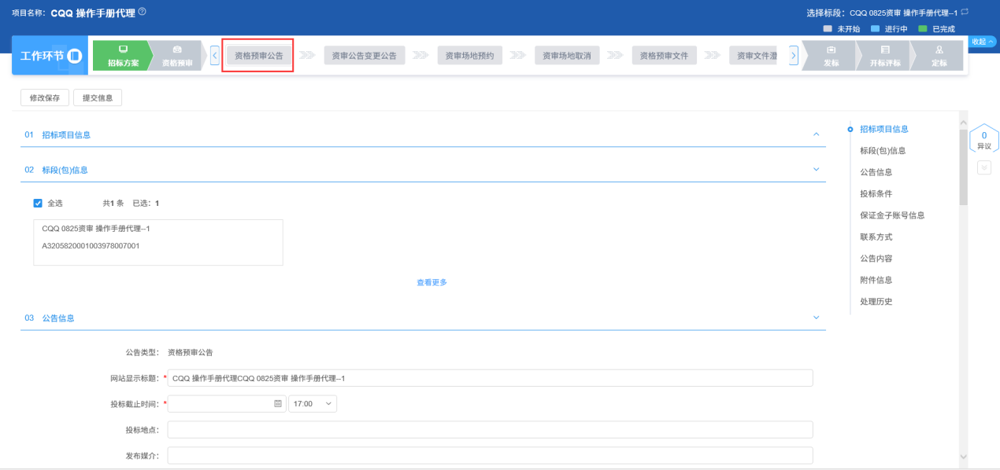 项目名称: CQQ 操作手册代理
选择标段: CQQ 0825资审 操作手册代理--1
未开始 进行中 已完成
工作环节
招标方案
资格预审
资格预审公告
资审公告变更公告
资审场地预约
资审场地取消
资格预审文件
资审文件澄
发标
开标评标
定标
收起
修改保存
提交信息
01 招标项目信息
02 标段(包)信息
全选 共1 条 已选: 1
CQQ 0825资审 操作手册代理--1
A3205820001003978007001
查看更多
03 公告信息
公告类型: 资格预审公告
网站显示标题: * CQQ 操作手册代理CQQ 0825资审 操作手册代理--1
投标截止时间: * 17:00
投标地点:
发布媒介:
招标项目信息
标段(包)信息
公告信息
投标条件
保证金子账号信息
联系方式
公告内容
附件信息
处理历史
0
异议